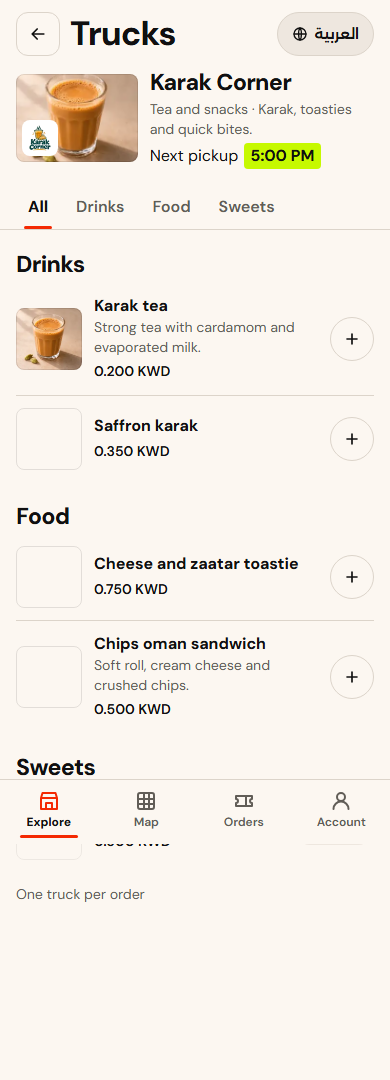 Trucks
العربية
Karak Corner
Karak
Corner
Tea and snacks · Karak, toasties
and quick bites.
Next pickup 5:00 PM
All Drinks Food Sweets
Drinks
Karak tea
Strong tea with cardamom and
evaporated milk.
0.200 KWD
Saffron karak
0.350 KWD
Food
Cheese and zaatar toastie
0.750 KWD
Chips oman sandwich
Soft roll, cream cheese and
crushed chips.
0.500 KWD
Sweets
Explore Map Orders Account
One truck per order